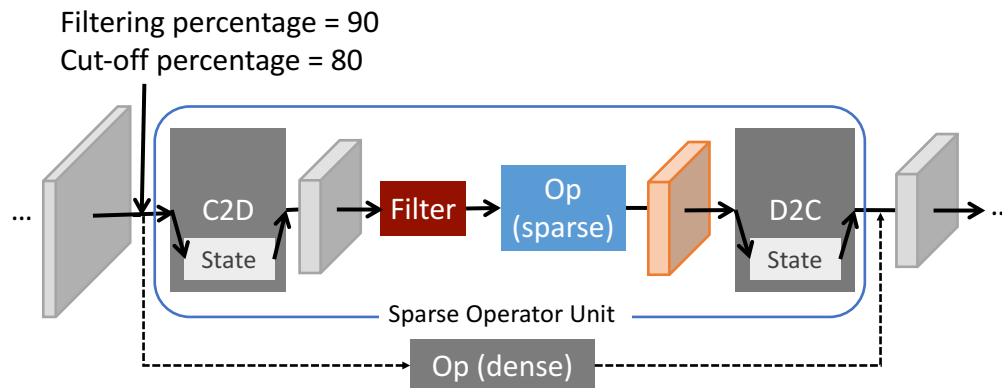 Filtering percentage = 90
Cut-off percentage = 80
...
C2D
State
Filter
Op
(sparse)
D2C
State
..
Sparse Operator Unit
Op (dense)